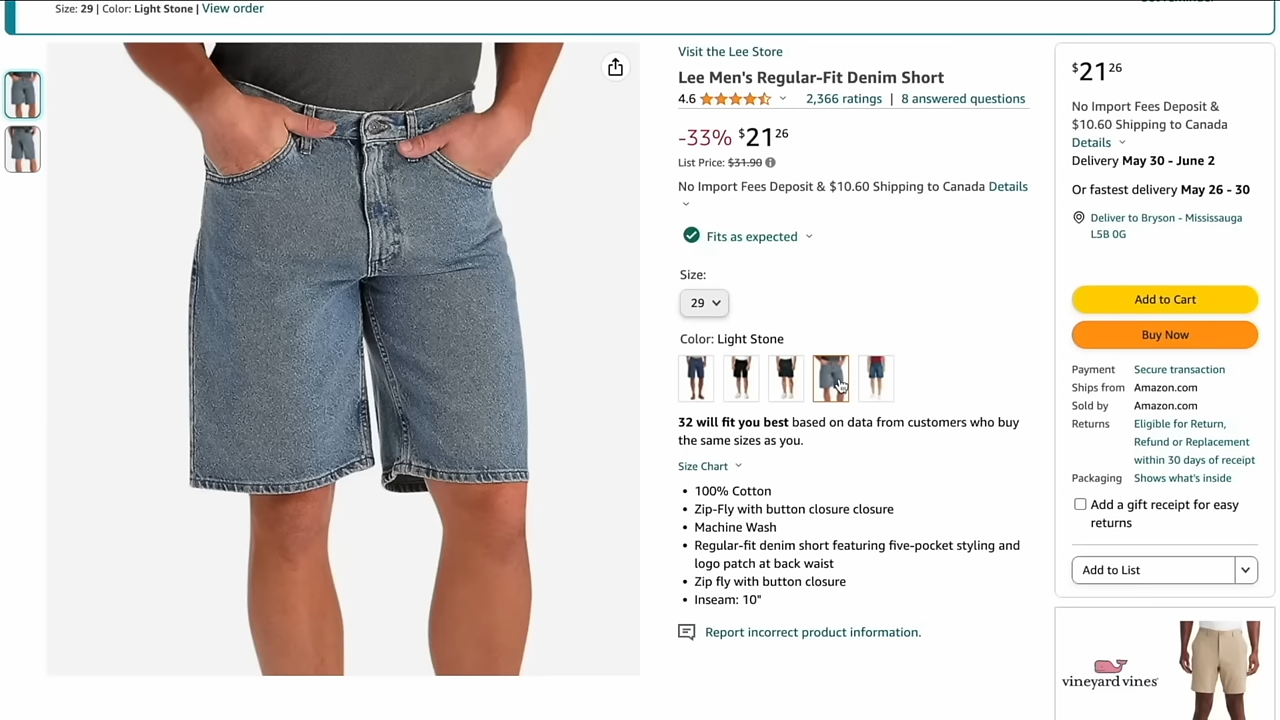 Size: 29 | Color: Light Stone | View order
Visit the Lee Store
Lee Men's Regular-Fit Denim Short
4.6
2,366 ratings | 8 answered questions
-33% $21 26
List Price: $31.90
No Import Fees Deposit & $10.60 Shipping to Canada Details
Fits as expected
Size:
29
Color: Light Stone
32 will fit you best based on data from customers who buy
the same sizes as you.
Size Chart
• 100% Cotton
• Zip-Fly with button closure closure
• Machine Wash
• Regular-fit denim short featuring five-pocket styling and
logo patch at back waist
• Zip fly with button closure
• Inseam: 10"
Report incorrect product information.
$21 26
No Import Fees Deposit &
$10.60 Shipping to Canada
Details
Delivery May 30 - June 2
Or fastest delivery May 26 - 30
Deliver to Bryson - Mississauga
L5B 0G
Add to Cart
Buy Now
Payment Secure transaction
Ships from Amazon.com
Sold by Amazon.com
Returns Eligible for Return,
Refund or Replacement
within 30 days of receipt
Packaging Shows what's inside
Add a gift receipt for easy
returns
Add to List
vineyard vines